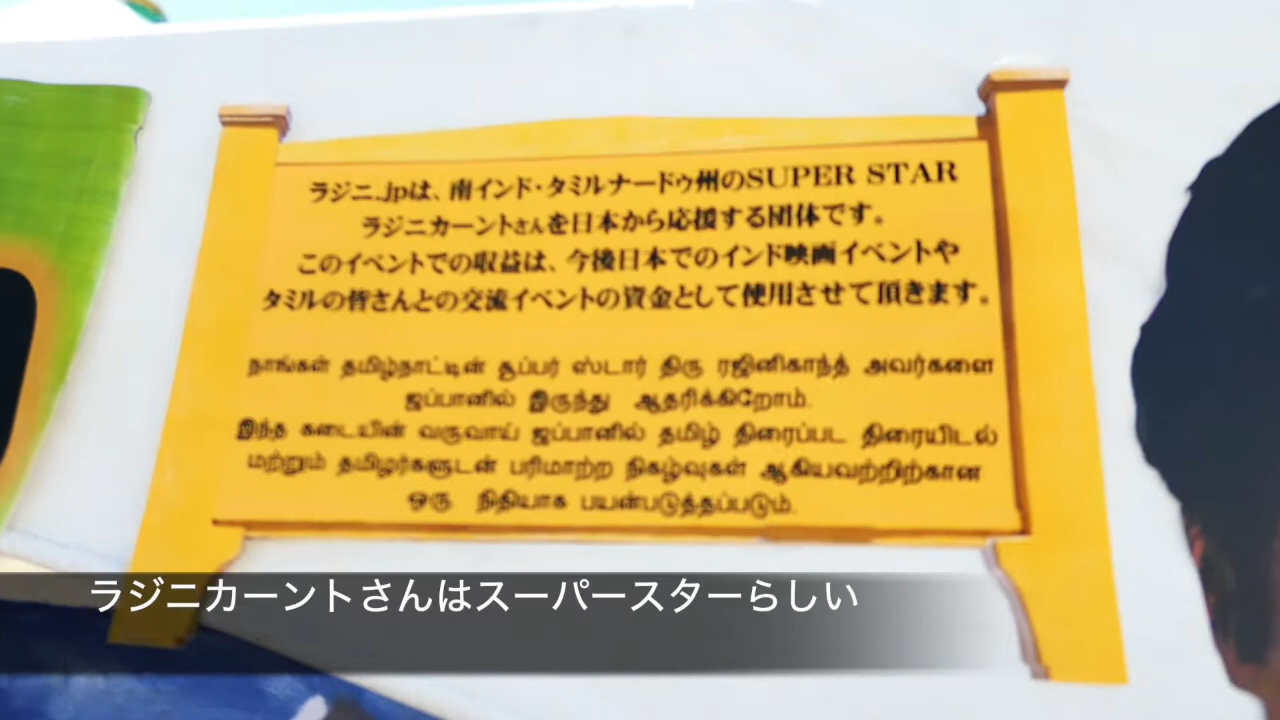 ラジニ.jpは、南インド・タミルナードゥ州のSUPER STAR
ラジニカーントさんを日本から応援する団体です。
このイベントでの収益は、今後日本でのインド映画イベントや
タミルの皆さんとの交流イベントの資金として使用させて頂きます。
நாங்கள் தமிழ்நாட்டின் சூப்பர் ஸ்டார் திரு ரஜினிகாந்த் அவர்களை
ஜப்பானில் இருந்து ஆதரிக்கிறோம்.
இந்த கடையின் வருவாய் ஜப்பானில் தமிழ் திரைப்பட திரையிடல்
மற்றும் தமிழர்களுடன் பரிமாற்ற நிகழ்வுகள் ஆகியவற்றிற்கான
ஒரு நிதியாக பயன்படுத்தப்படும்.
ラジニカーントさんはスーパースターらしい